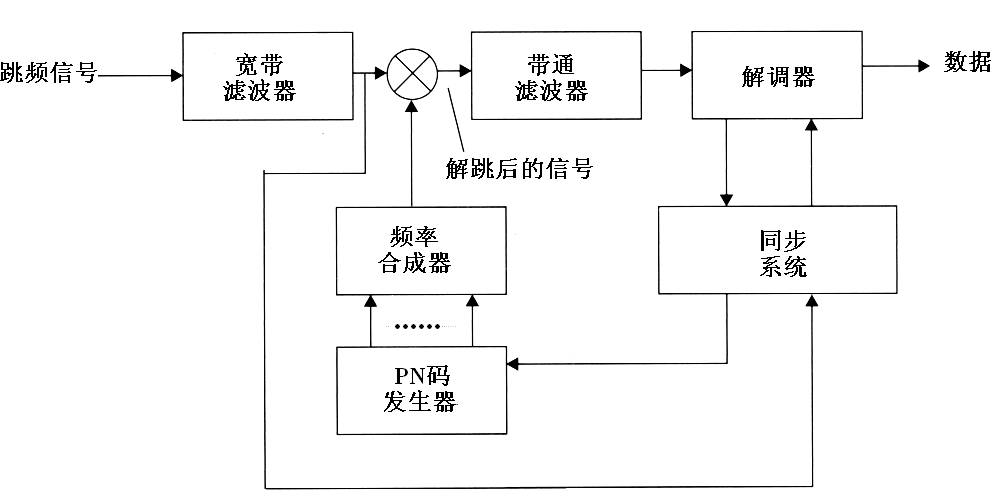 跳频信号
宽带
滤波器
带通
滤波器
解调器
数据
解跳后的信号
频率
合成器
同步
系统
PN码
发生器